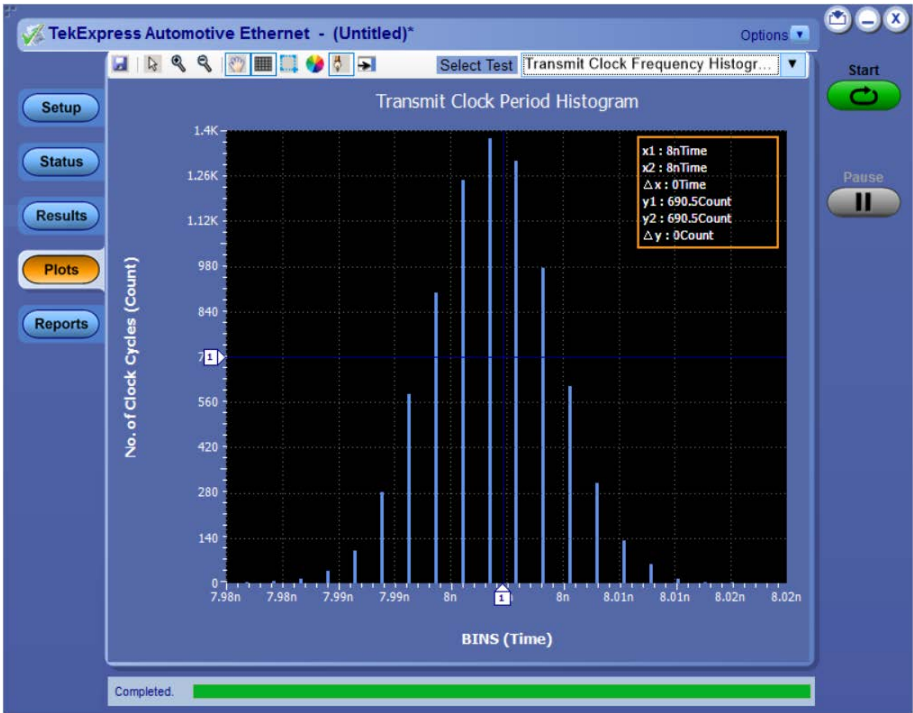 TekExpress Automotive Ethernet - (Untitled)*
Options
Select Test Transmit Clock Frequency Histogr...
Start
Pause
Setup
Status
Results
Plots
Reports
Transmit Clock Period Histogram
x1 : 8nTime
x2 : 8nTime
Δx : 0Time
y1 : 690.5Count
y2 : 690.5Count
Δy : 0Count
No. of Clock Cycles (Count)
1.4K
1.26K
1.12K
980
840
1
560
420
280
140
0
7.98n 7.98n 7.99n 7.99n 8n 1 8n 8.01n 8.01n 8.02n 8.02n
BINS (Time)
Completed.